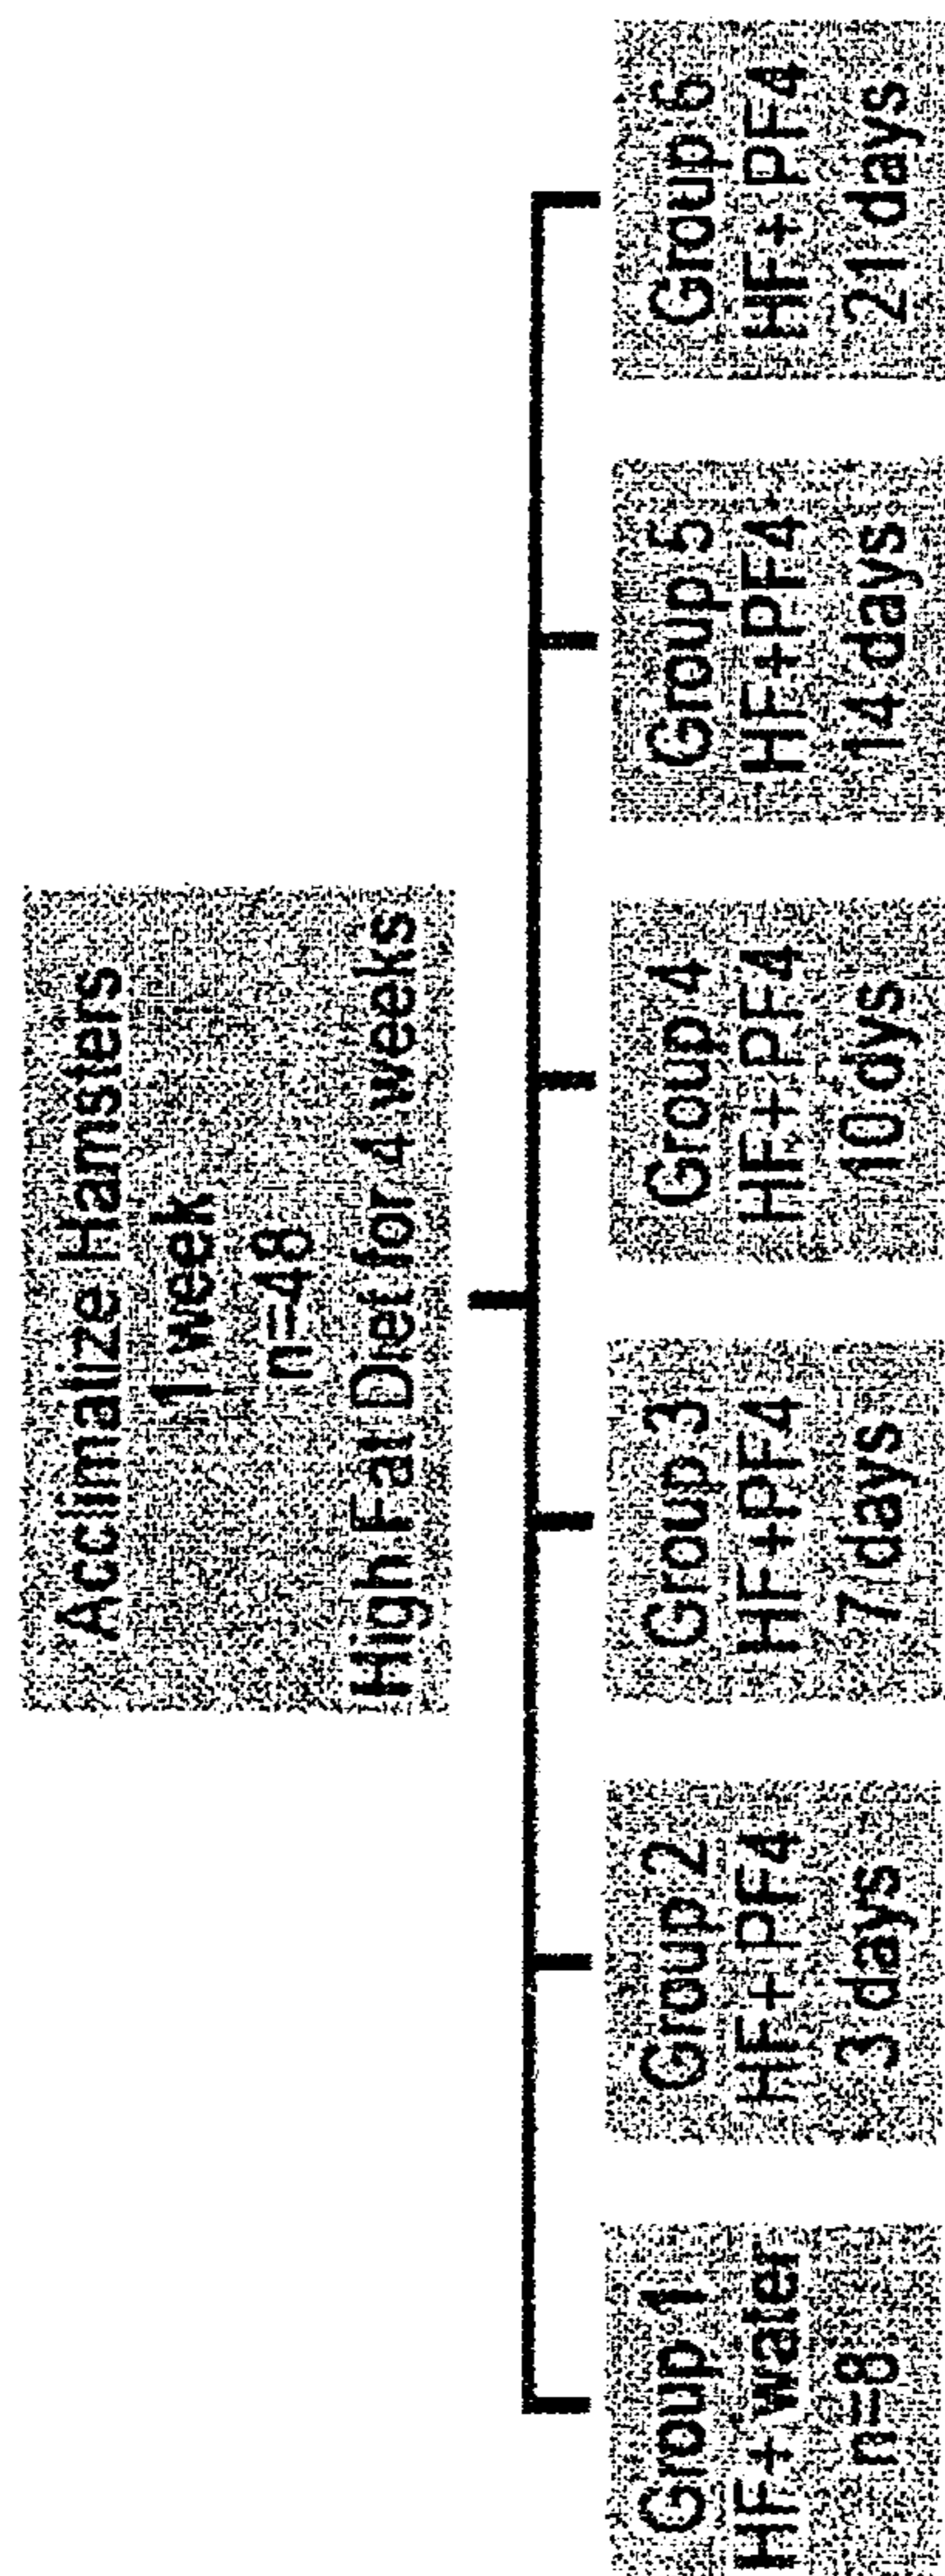 Acclimalize Hamsters
1 week
n=48
High Fat Diet for 4 weeks
Group 1
HF+ water
n=8
Group 2
HF+ PF4
3 days
Group 3
HF+PF4
7 days
Group 4
HF+ PF4
10 dys
Group 5
HF+PF4
14 days
Group 6
HF+ PF4
21 days